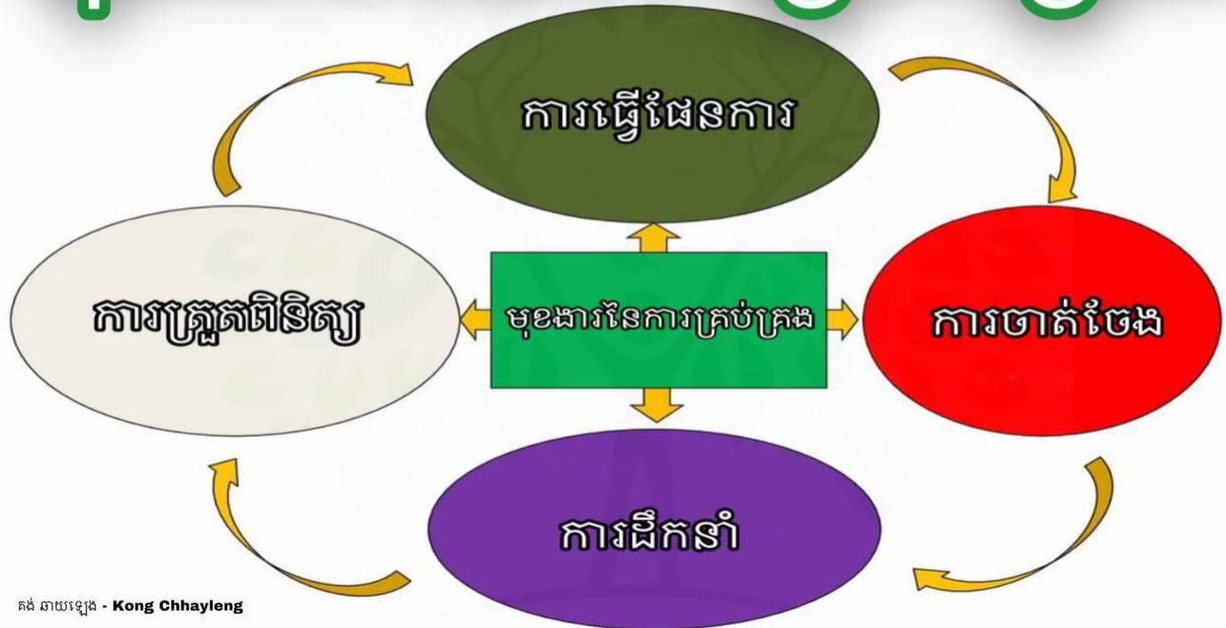 ការធ្វើផែនការ
ការត្រួតពិនិត្យ
មុខងារនៃការគ្រប់គ្រង
ការចាត់ចែង
ការដឹកនាំ
គង់ ឆាយឡេង - Kong Chhayleng